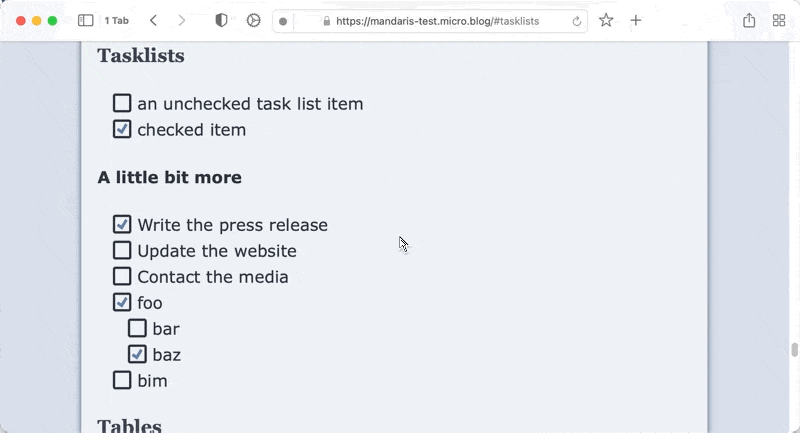 1 Tab
https://mandaris-test.micro.blog/#tasklists
Tasklists
an unchecked task list item
checked item
A little bit more
Write the press release
Update the website
Contact the media
foo
bar
baz
bim
Tables